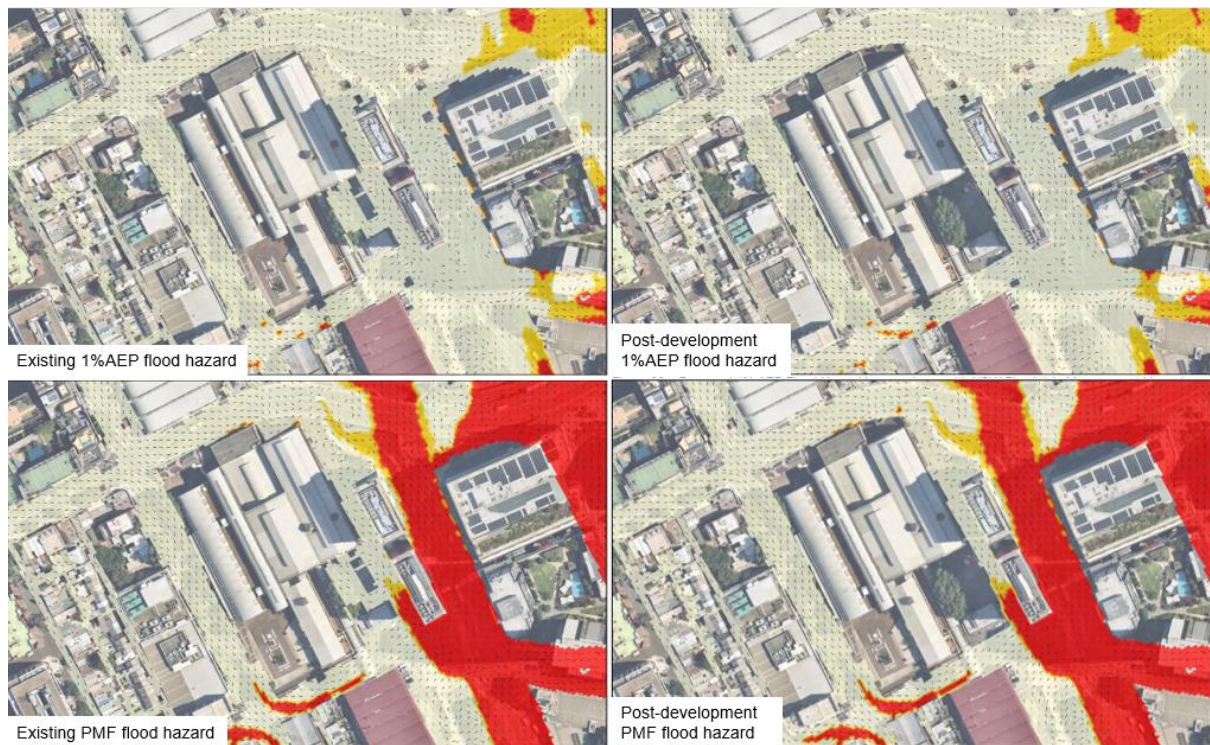 Existing 1%AEP flood hazard
Post-development
1%AEP flood hazard
Existing PMF flood hazard
Post-development
PMF flood hazard